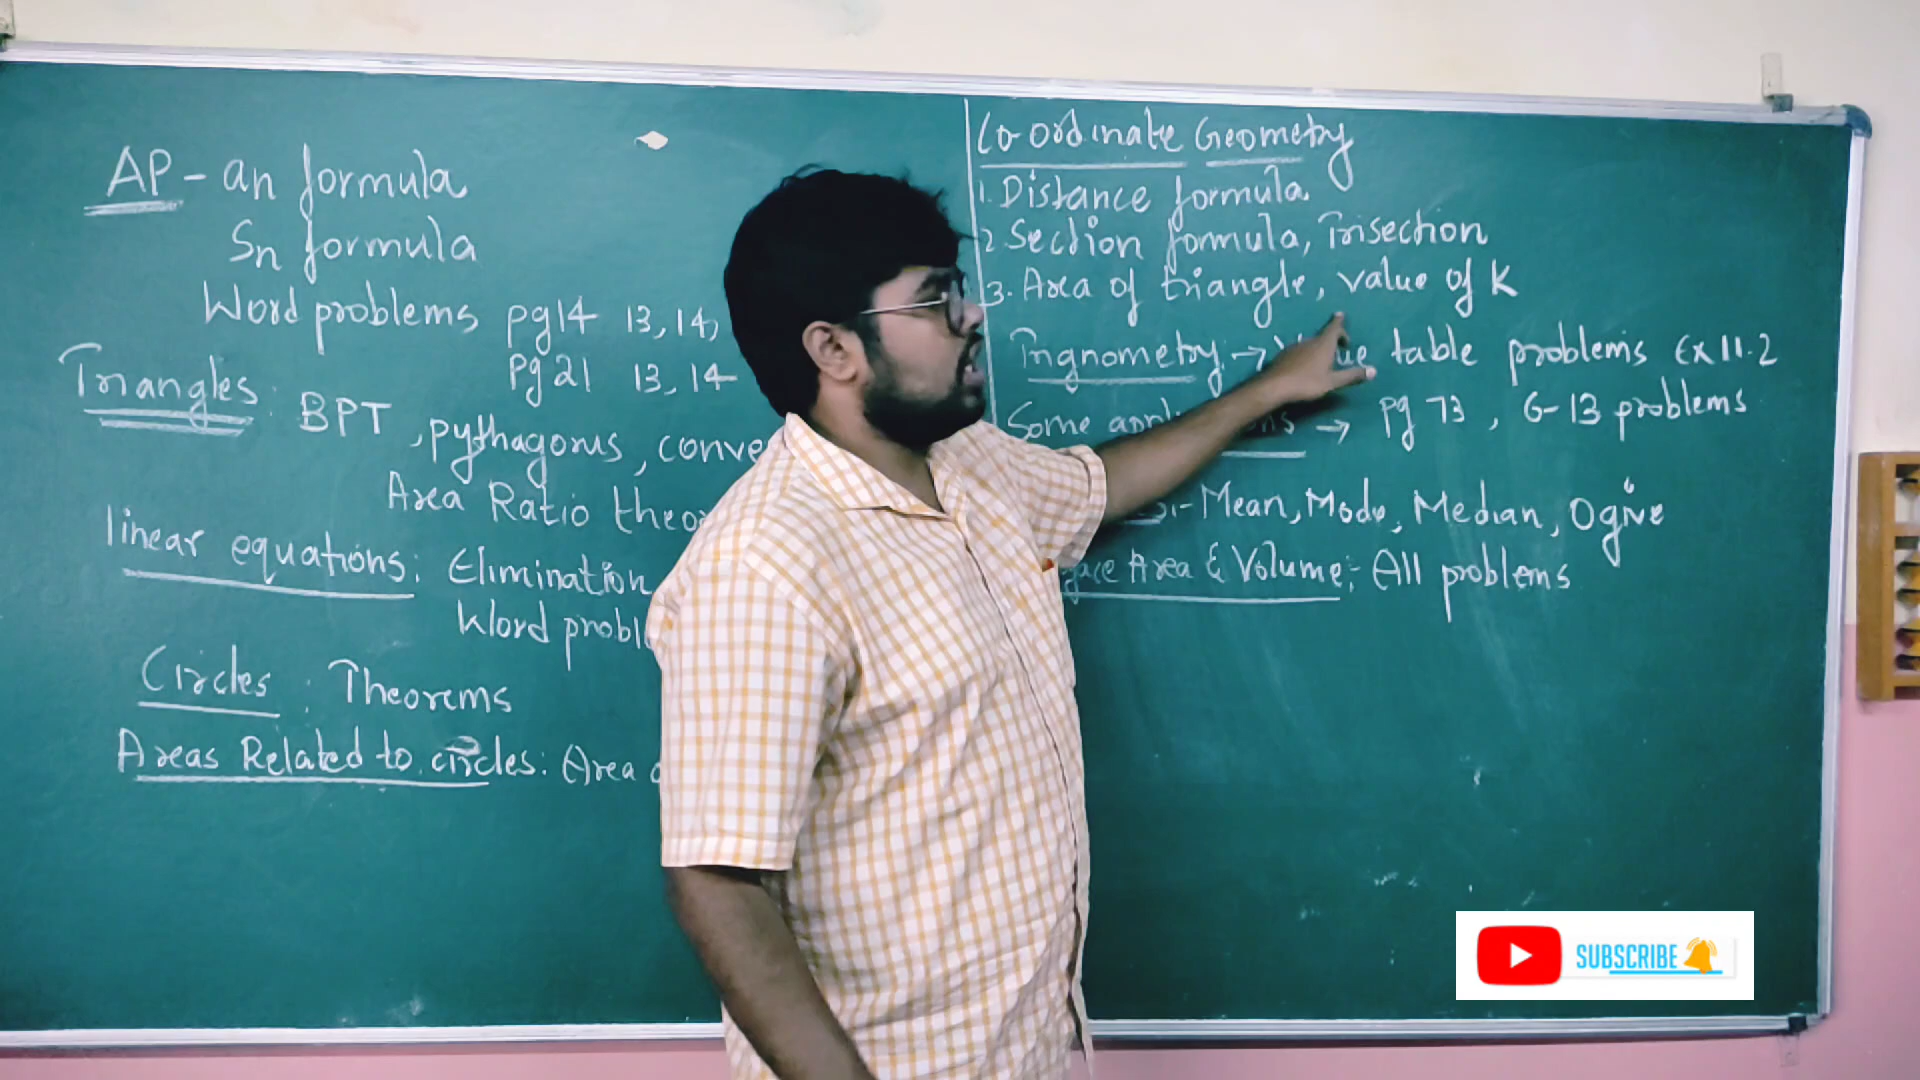 AP - an formula
Sn formula
Word problems pg 14 13, 14,
Pg 21 13, 14
Triangles: BPT, pythagorus, conve
Area Ratio theo
linear equations: Elimination
Word probl
Circles: Theorems
Areas Related to circles: Area
Co-ordinate Geometry
1. Distance formula
2. Section formula, Trisection
3. Area of triangle, value of K
Trignometry → table problems Ex 11.2
Some → pg 73, 6-13 problems
- Mean, Mode, Median, Ogive
face Area & Volume:- All problems
SUBSCRIBE